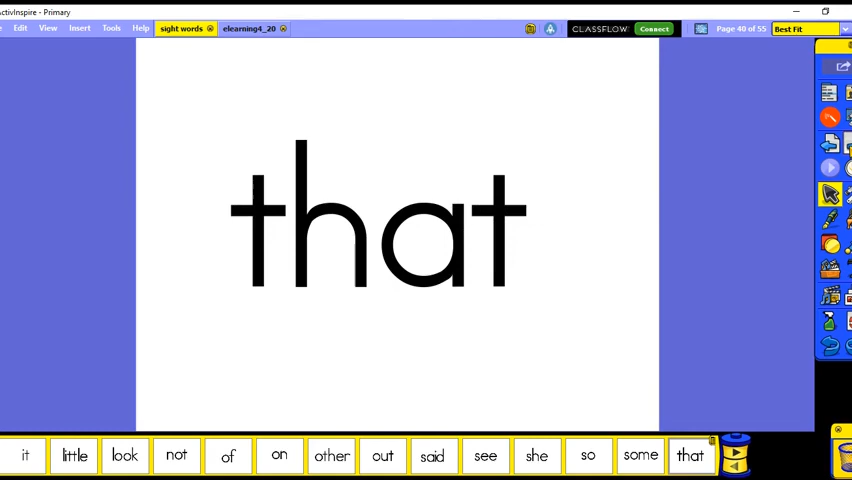 ActivInspire - Primary
Edit View Insert Tools Help sight words elearning4_20 CLASSFLOW Connect Page 40 of 55 Best Fit
that
it little look not of on other out said see she so some that